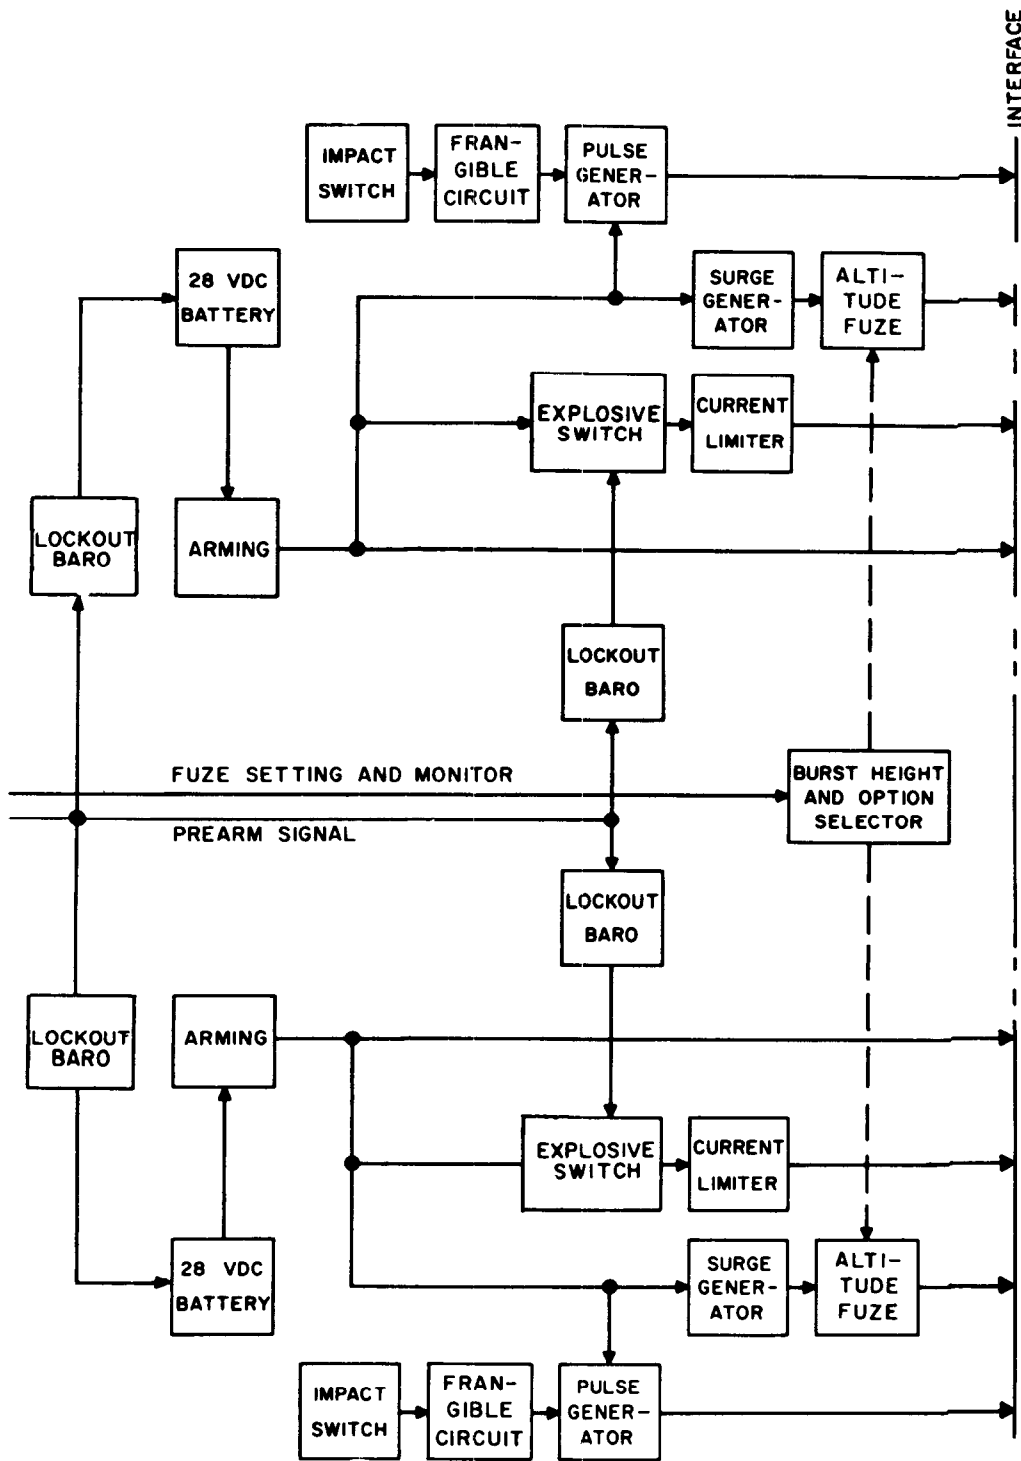 INTERFACE
IMPACT
SWITCH
FRAN-
GIBLE
CIRCUIT
PULSE
GENER-
ATOR
28 VDC
BATTERY
SURGE
GENER-
ATOR
ALTI-
TUDE
FUZE
EXPLOSIVE
SWITCH
CURRENT
LIMITER
LOCKOUT
BARO
ARMING
LOCKOUT
BARO
FUZE SETTING AND MONITOR
BURST HEIGHT
AND OPTION
SELECTOR
PREARM SIGNAL
LOCKOUT
BARO
LOCKOUT
BARO
ARMING
EXPLOSIVE
SWITCH
CURRENT
LIMITER
28 VDC
BATTERY
SURGE
GENER-
ATOR
ALTI-
TUDE
FUZE
IMPACT
SWITCH
FRAN-
GIBLE
CIRCUIT
PULSE
GENER-
ATOR